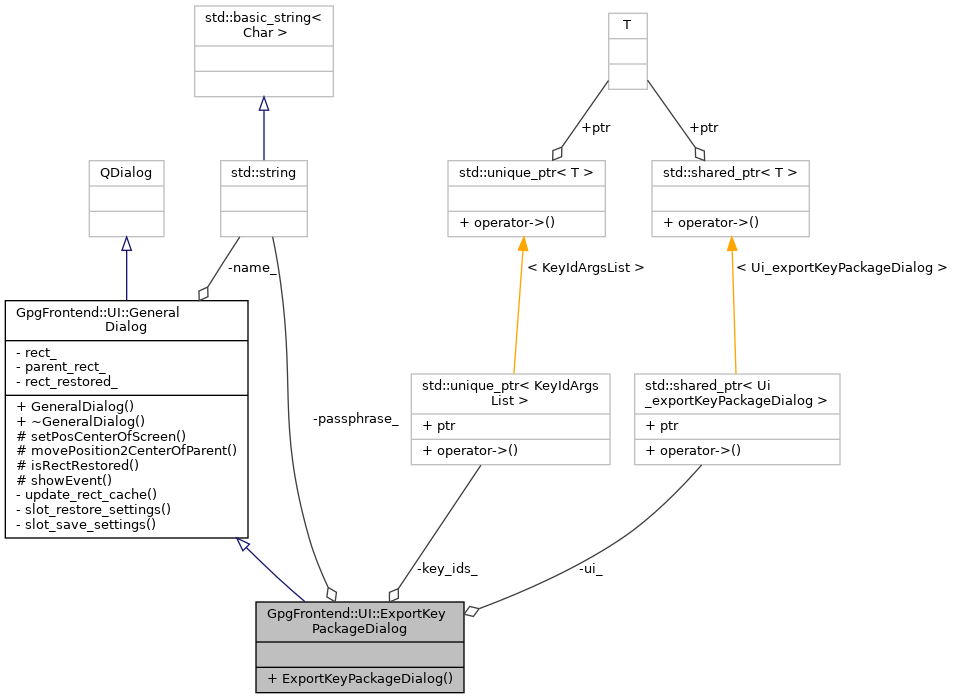 std::basic_string<
Char >
T
+ptr
+ptr
QDialog
std::string
std::unique_ptr< T >
+ operator->()
std::shared_ptr< T >
+ operator->()
-name_
< KeyIdArgsList >
< Ui_exportKeyPackageDialog >
GpgFrontend::UI::General
Dialog
- rect_
- parent_rect_
- rect_restored_
+ GeneralDialog()
+ ~GeneralDialog()
# setPosCenterOfScreen()
# movePosition2CenterOfParent()
# isRectRestored()
# showEvent()
- update_rect_cache()
- slot_restore_settings()
- slot_save_settings()
-passphrase_
std::unique_ptr< KeyIdArgs
List >
+ ptr
+ operator->()
std::shared_ptr< Ui
_exportKeyPackageDialog >
+ ptr
+ operator->()
-key_ids_
-ui_
GpgFrontend::UI::ExportKey
PackageDialog
+ ExportKeyPackageDialog()